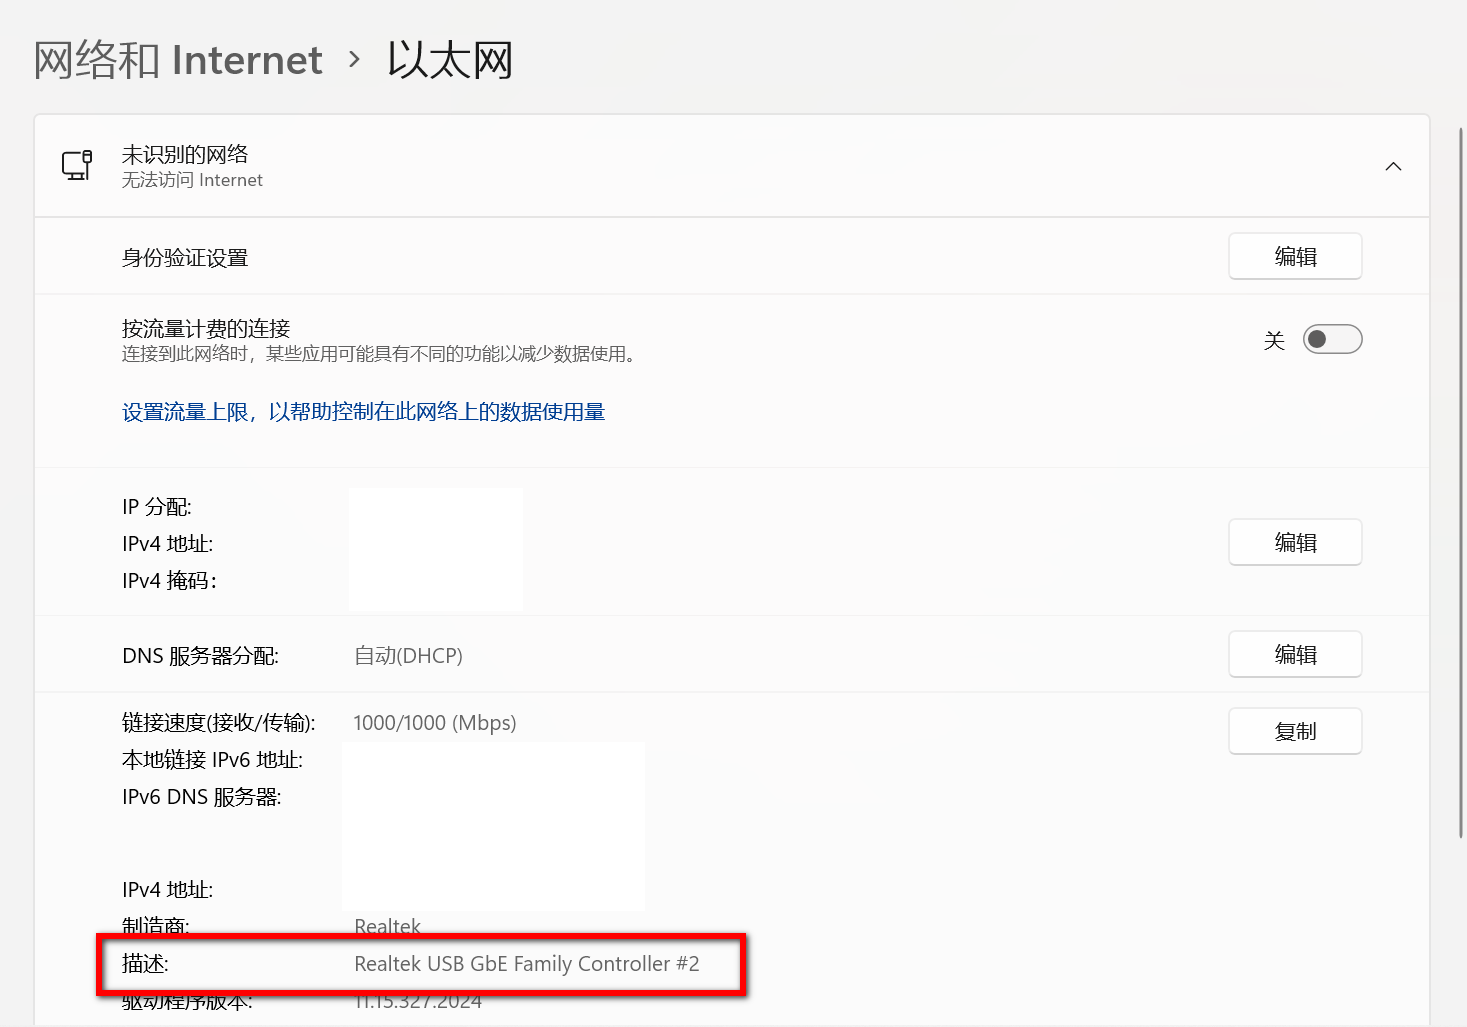 网络和 Internet › 以太网
未识别的网络
无法访问 Internet
身份验证设置
编辑
按流量计费的连接
连接到此网络时，某些应用可能具有不同的功能以减少数据使用。
关
设置流量上限，以帮助控制在此网络上的数据使用量
IP 分配:
IPv4 地址:
IPv4 掩码：
编辑
DNS 服务器分配: 自动(DHCP)
编辑
链接速度(接收/传输): 1000/1000 (Mbps)
复制
本地链接 IPv6 地址:
IPv6 DNS 服务器:
IPv4 地址:
制造商: Realtek
描述: Realtek USB GbE Family Controller #2
驱动程序版本: 11.15.327.2024